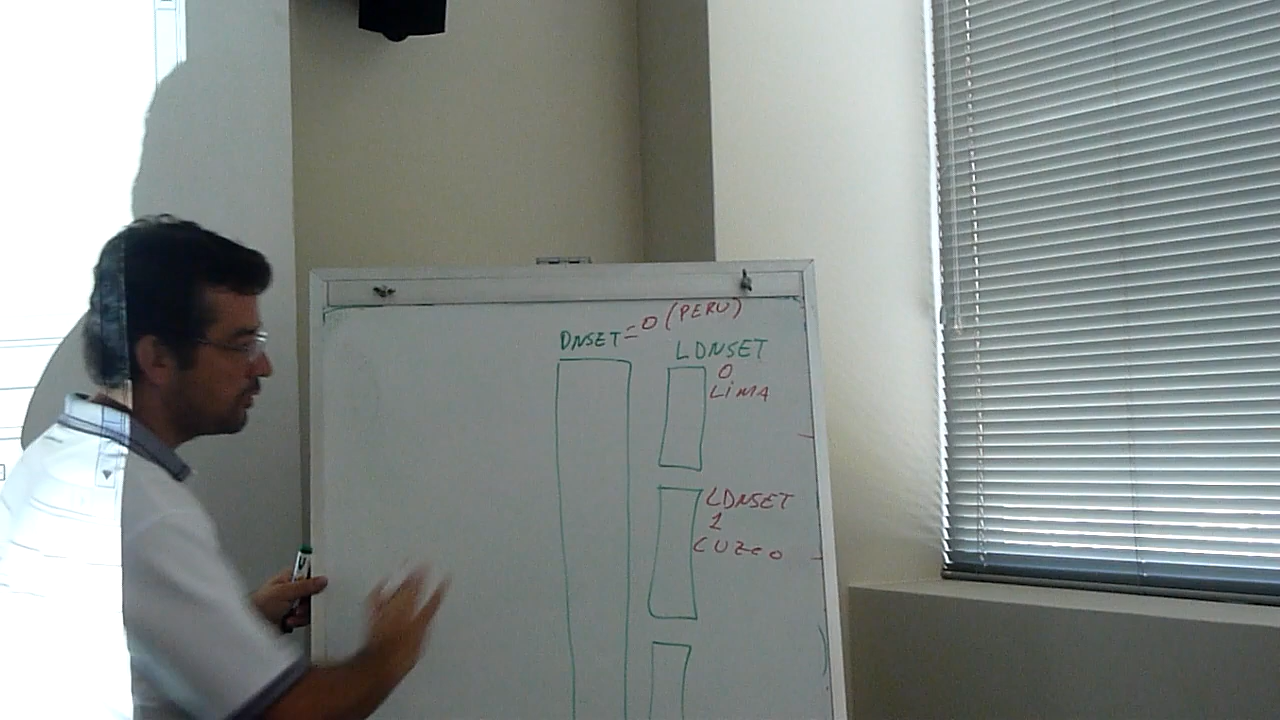 DNSET = 0 (PERU)
LDNSET
0
LiMA
LDNSET
1
CUZCO